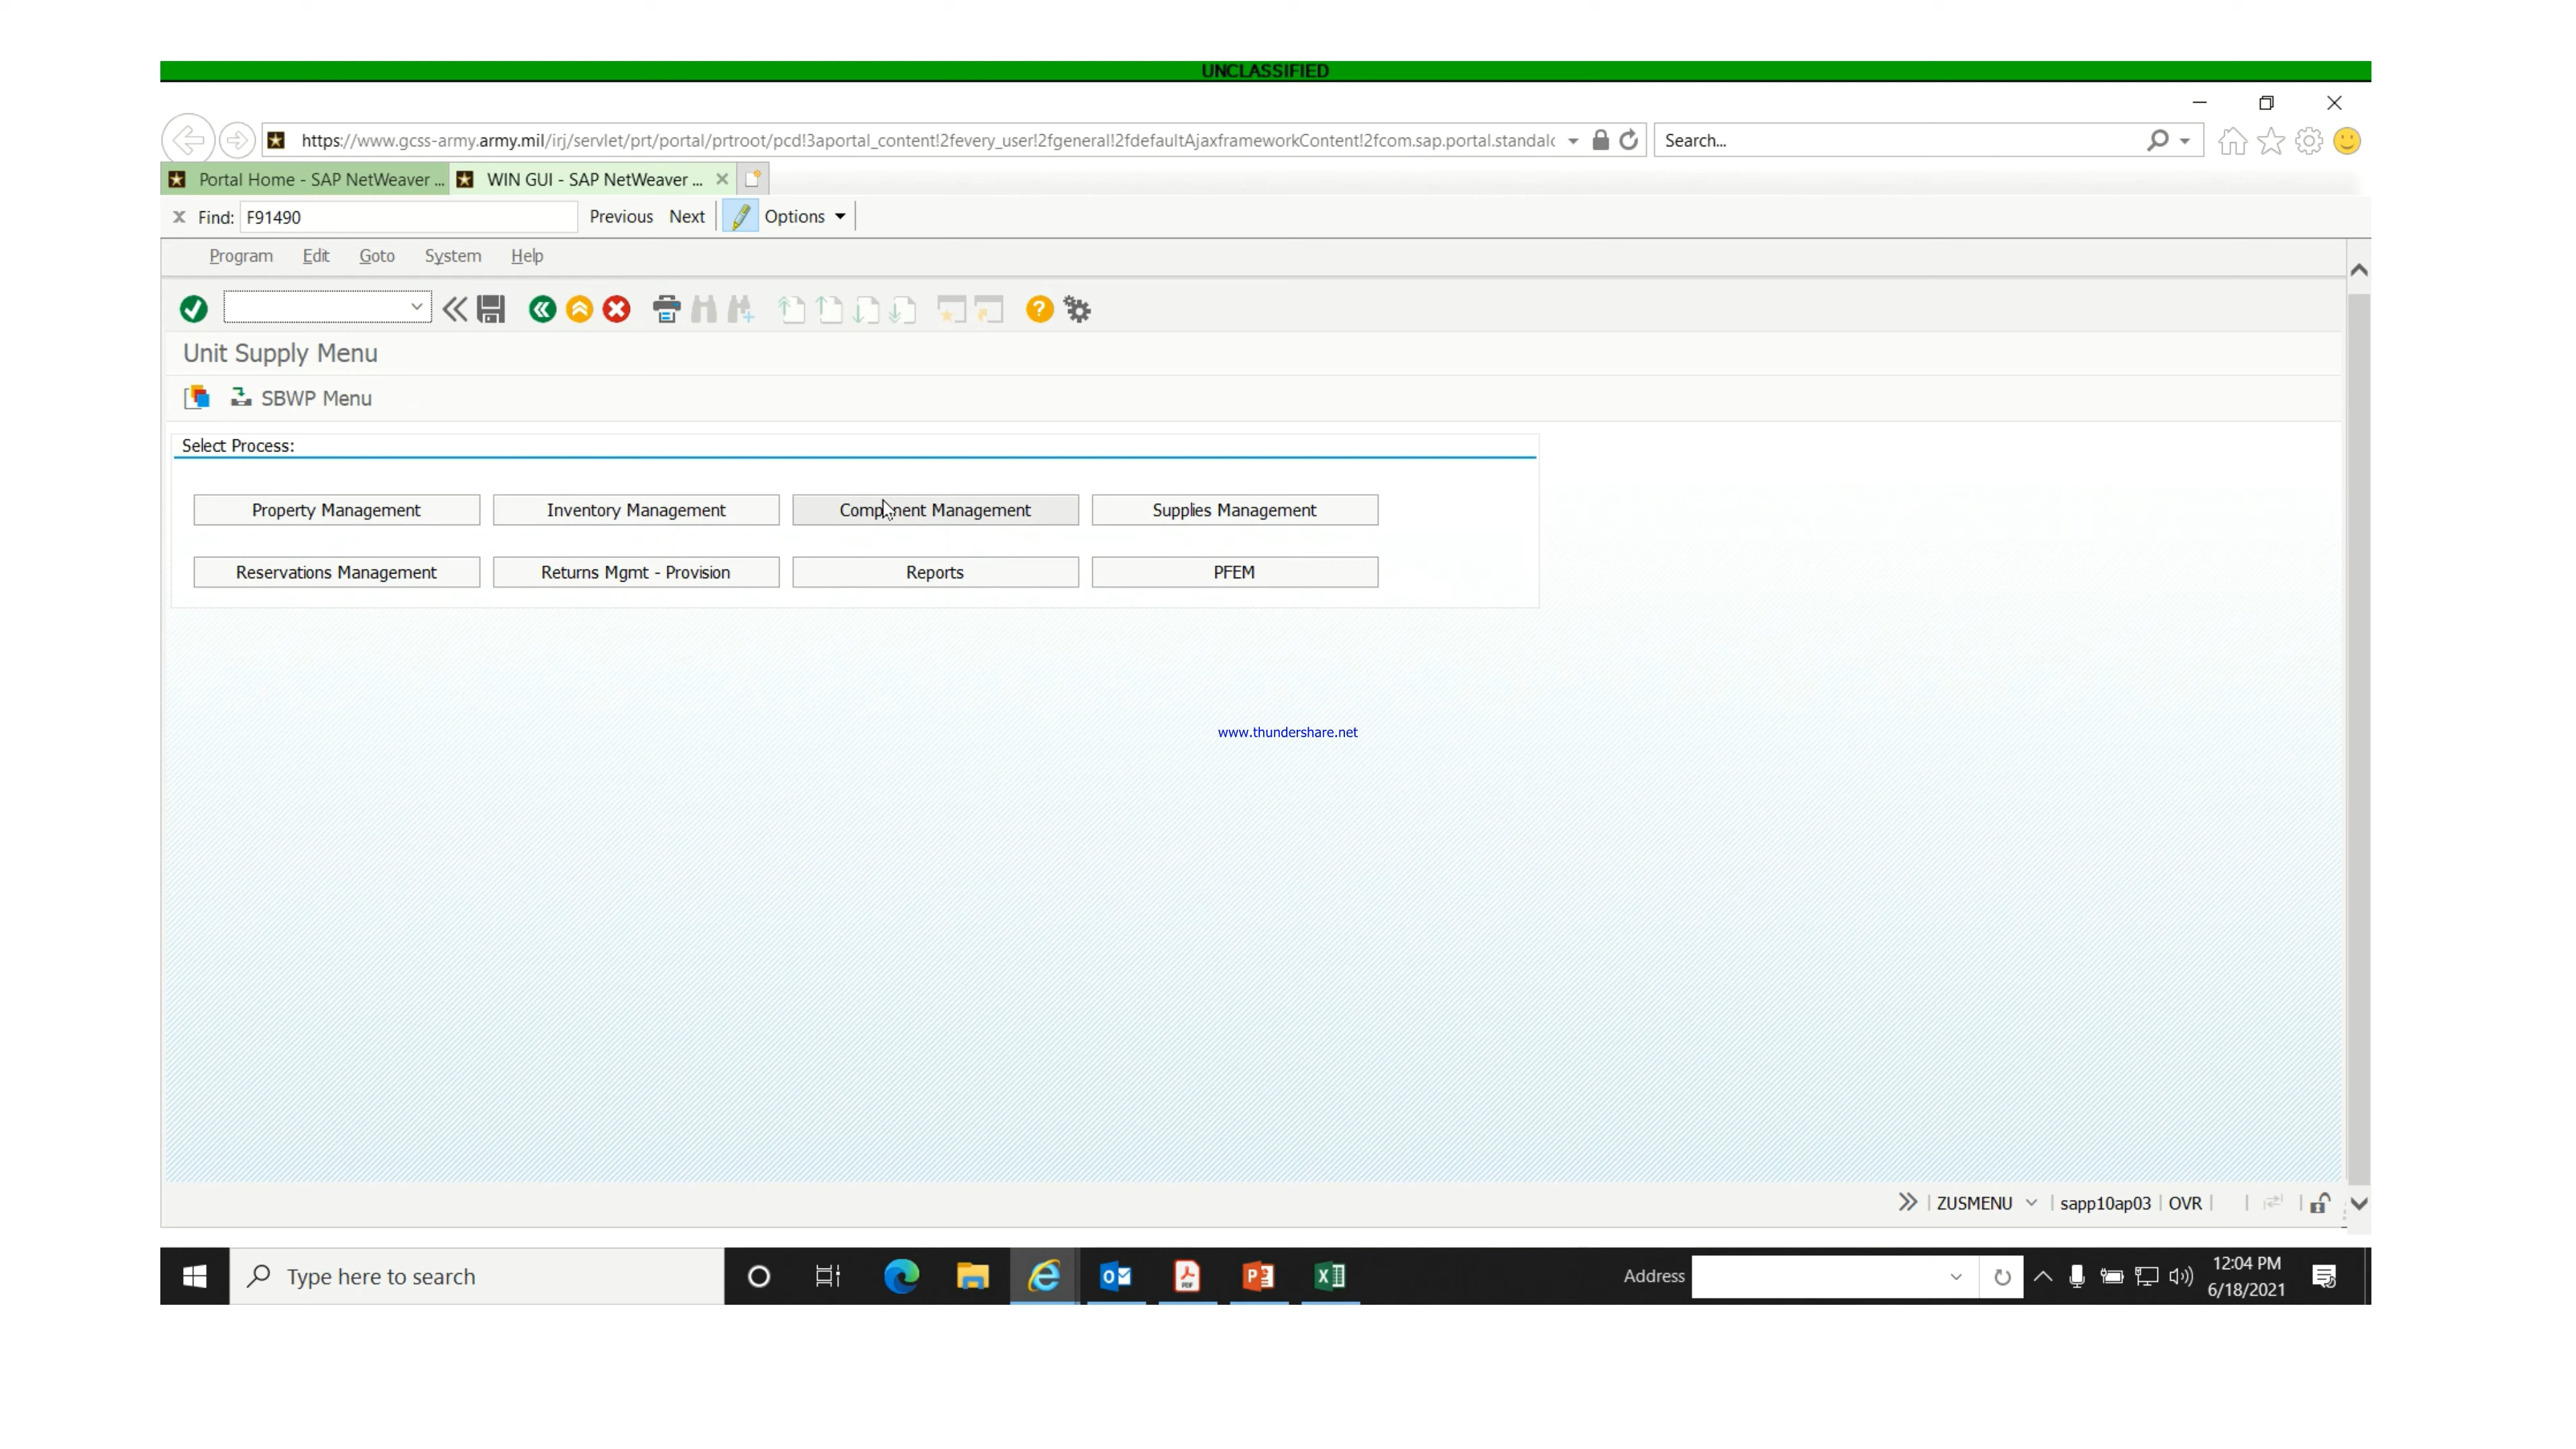 UNCLASSIFIED
https://www.gcss-army.army.mil/irj/servlet/prt/portal/prtroot/pcd!3aportal_content!2fevery_user!2fgeneral!2fdefaultAjaxframeworkContent!2fcom.sap.portal.standalc
Search...
Portal Home - SAP NetWeaver ...
WIN GUI - SAP NetWeaver ...
Find: F91490 Previous Next Options
Program Edit Goto System Help
Unit Supply Menu
SBWP Menu
Select Process:
Property Management Inventory Management Component Management Supplies Management
Reservations Management Returns Mgmt - Provision Reports PFEM
www.thundershare.net
ZUSMENU sapp10ap03 OVR
Type here to search
Address
12:04 PM
6/18/2021